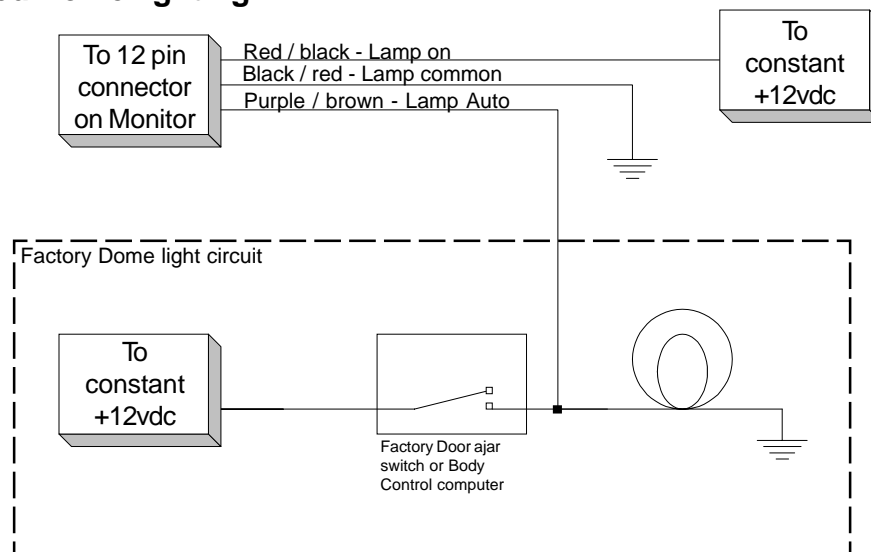 To 12 pin
connector
on Monitor
Red / black - Lamp on
Black / red - Lamp common
Purple / brown - Lamp Auto
To
constant
+12vdc
Factory Dome light circuit
To
constant
+12vdc
Factory Door ajar
switch or Body
Control computer